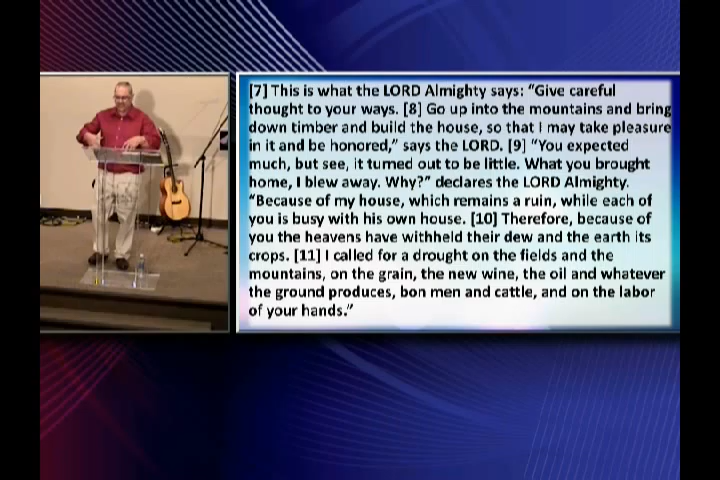 [7] This is what the LORD Almighty says: “Give careful
thought to your ways. [8] Go up into the mountains and bring
down timber and build the house, so that I may take pleasure
in it and be honored,” says the LORD. [9] “You expected
much, but see, it turned out to be little. What you brought
home, I blew away. Why?” declares the LORD Almighty.
“Because of my house, which remains a ruin, while each of
you is busy with his own house. [10] Therefore, because of
you the heavens have withheld their dew and the earth its
crops. [11] I called for a drought on the fields and the
mountains, on the grain, the new wine, the oil and whatever
the ground produces, bon men and cattle, and on the labor
of your hands.”